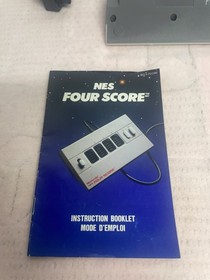 NES
FOUR SCORE
INSTRUCTION BOOKLET
MODE D'EMPLOI